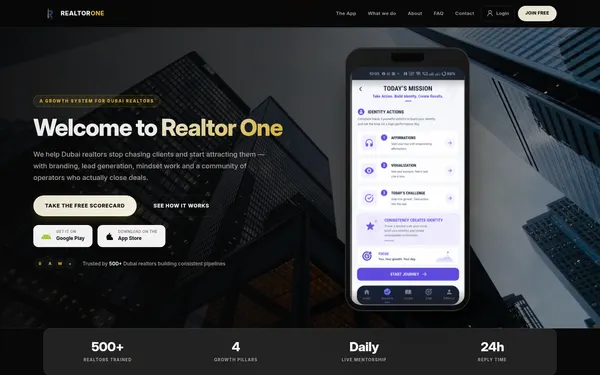 REALTORONE
The App
What we do
About
FAQ
Contact
Login
JOIN FREE
A GROWTH SYSTEM FOR DUBAI REALTORS
Welcome to Realtor One
We help Dubai realtors stop chasing clients and start attracting them —
with branding, lead generation, mindset work and a community of
operators who actually close deals.
TAKE THE FREE SCORECARD
SEE HOW IT WORKS
GET IT ON
Google Play
DOWNLOAD ON THE
App Store
Trusted by 500+ Dubai realtors building consistent pipelines
TODAY'S MISSION
Take Action. Build Identity. Create Results.
IDENTITY ACTIONS
1
AFFIRMATIONS
2
VISUALIZATION
3
TODAY'S CHALLENGE
CONSISTENCY CREATES IDENTITY
START JOURNEY
500+
REALTORS TRAINED
4
GROWTH PILLARS
Daily
LIVE MENTORSHIP
24h
REPLY TIME